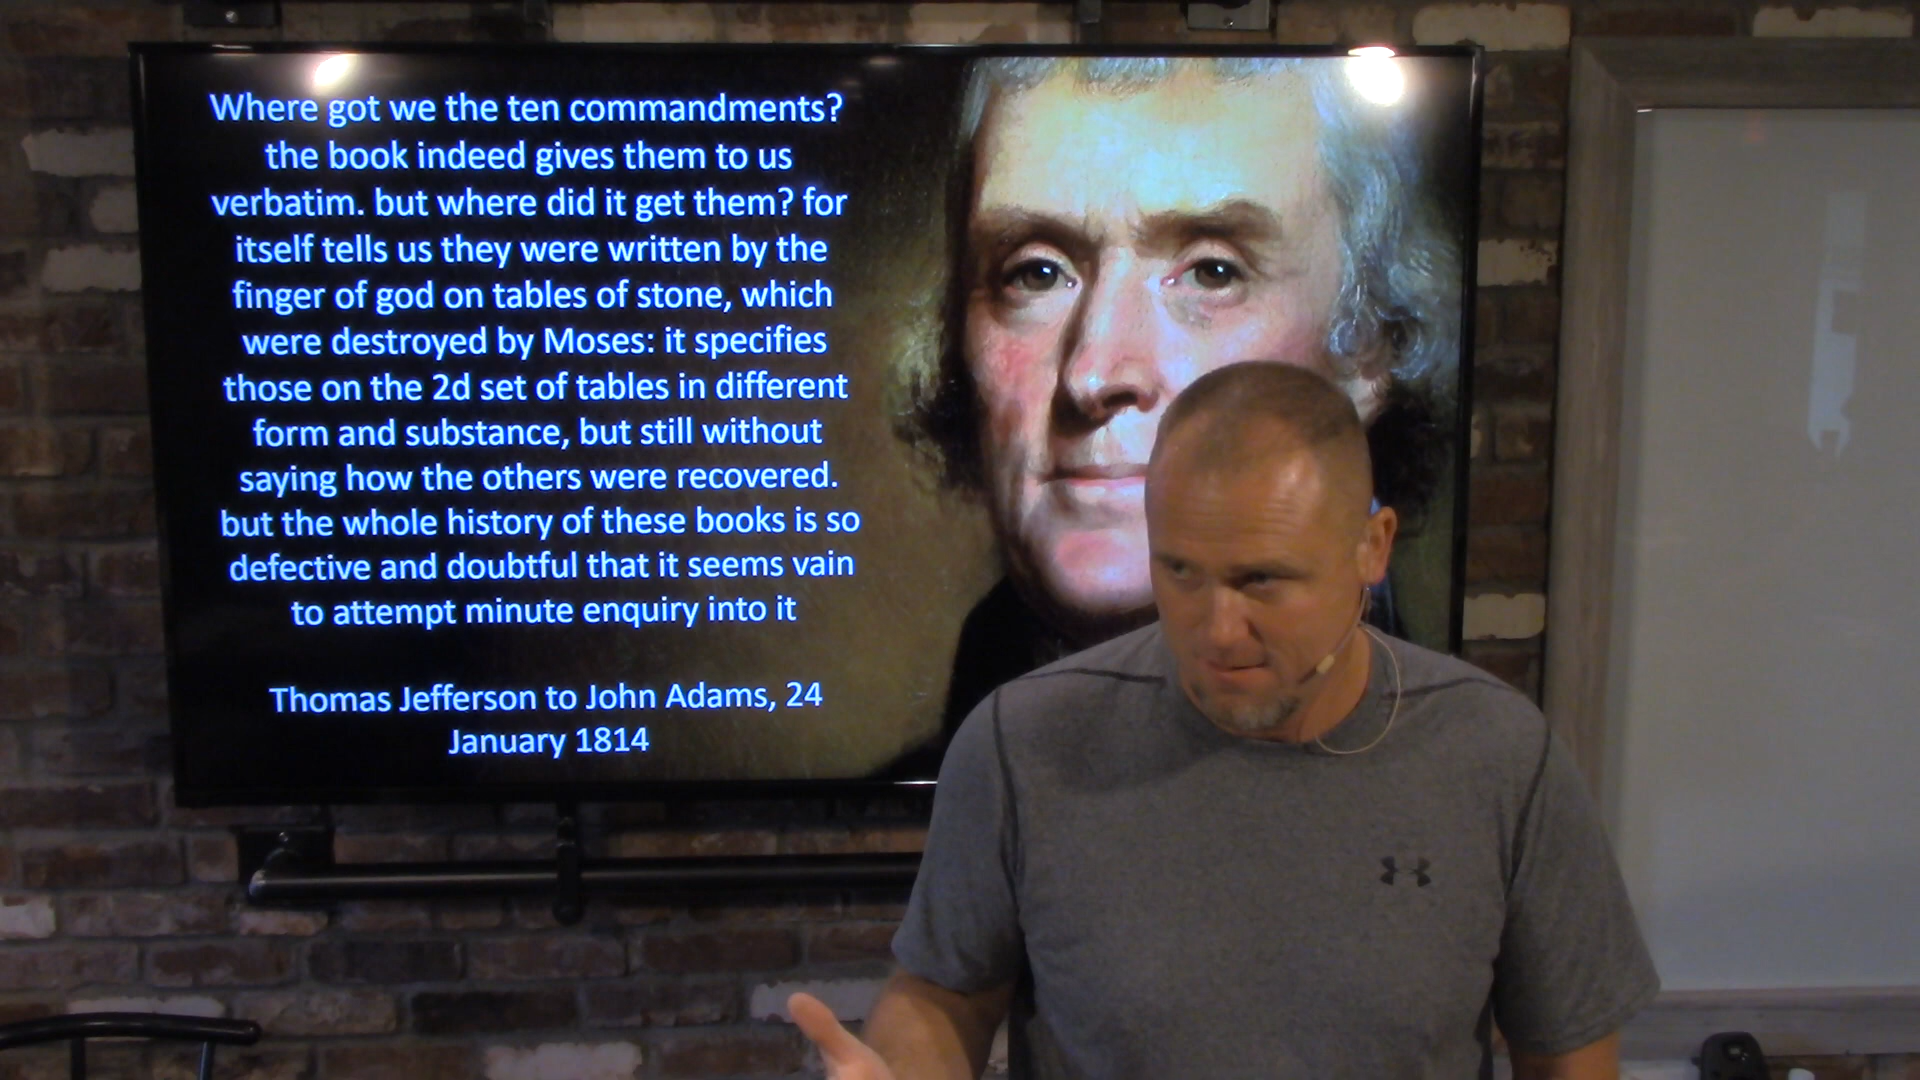 Where got we the ten commandments?
the book indeed gives them to us
verbatim. but where did it get them? for
itself tells us they were written by the
finger of god on tables of stone, which
were destroyed by Moses: it specifies
those on the 2d set of tables in different
form and substance, but still without
saying how the others were recovered.
but the whole history of these books is so
defective and doubtful that it seems vain
to attempt minute enquiry into it
Thomas Jefferson to John Adams, 24
January 1814